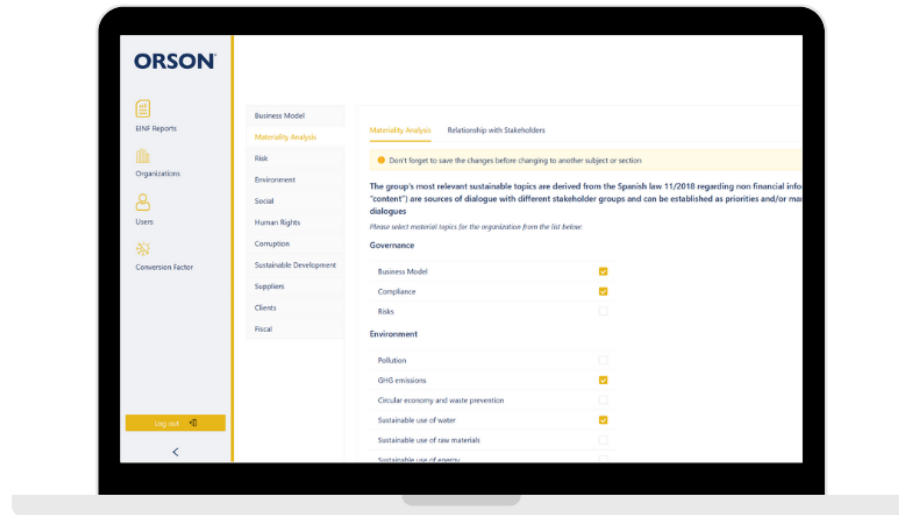 ORSON
EINF Reports
Organizations
Users
Conversion Factor
Log out
Business Model
Materiality Analysis
Risk
Environment
Social
Human Rights
Corruption
Sustainable Development
Suppliers
Clients
Fiscal
Materiality Analysis Relationship with Stakeholders
Don't forget to save the changes before changing to another subject or section
The group's most relevant sustainable topics are derived from the Spanish law 11/2018 regarding non financial info
"content") are sources of dialogue with different stakeholder groups and can be established as priorities and/or ma
dialogues
Please select material topics for the organization from the list below:
Governance
Business Model
Compliance
Risks
Environment
Pollution
GHG emissions
Circular economy and waste prevention
Sustainable use of water
Sustainable use of raw materials
Sustainable use of energy